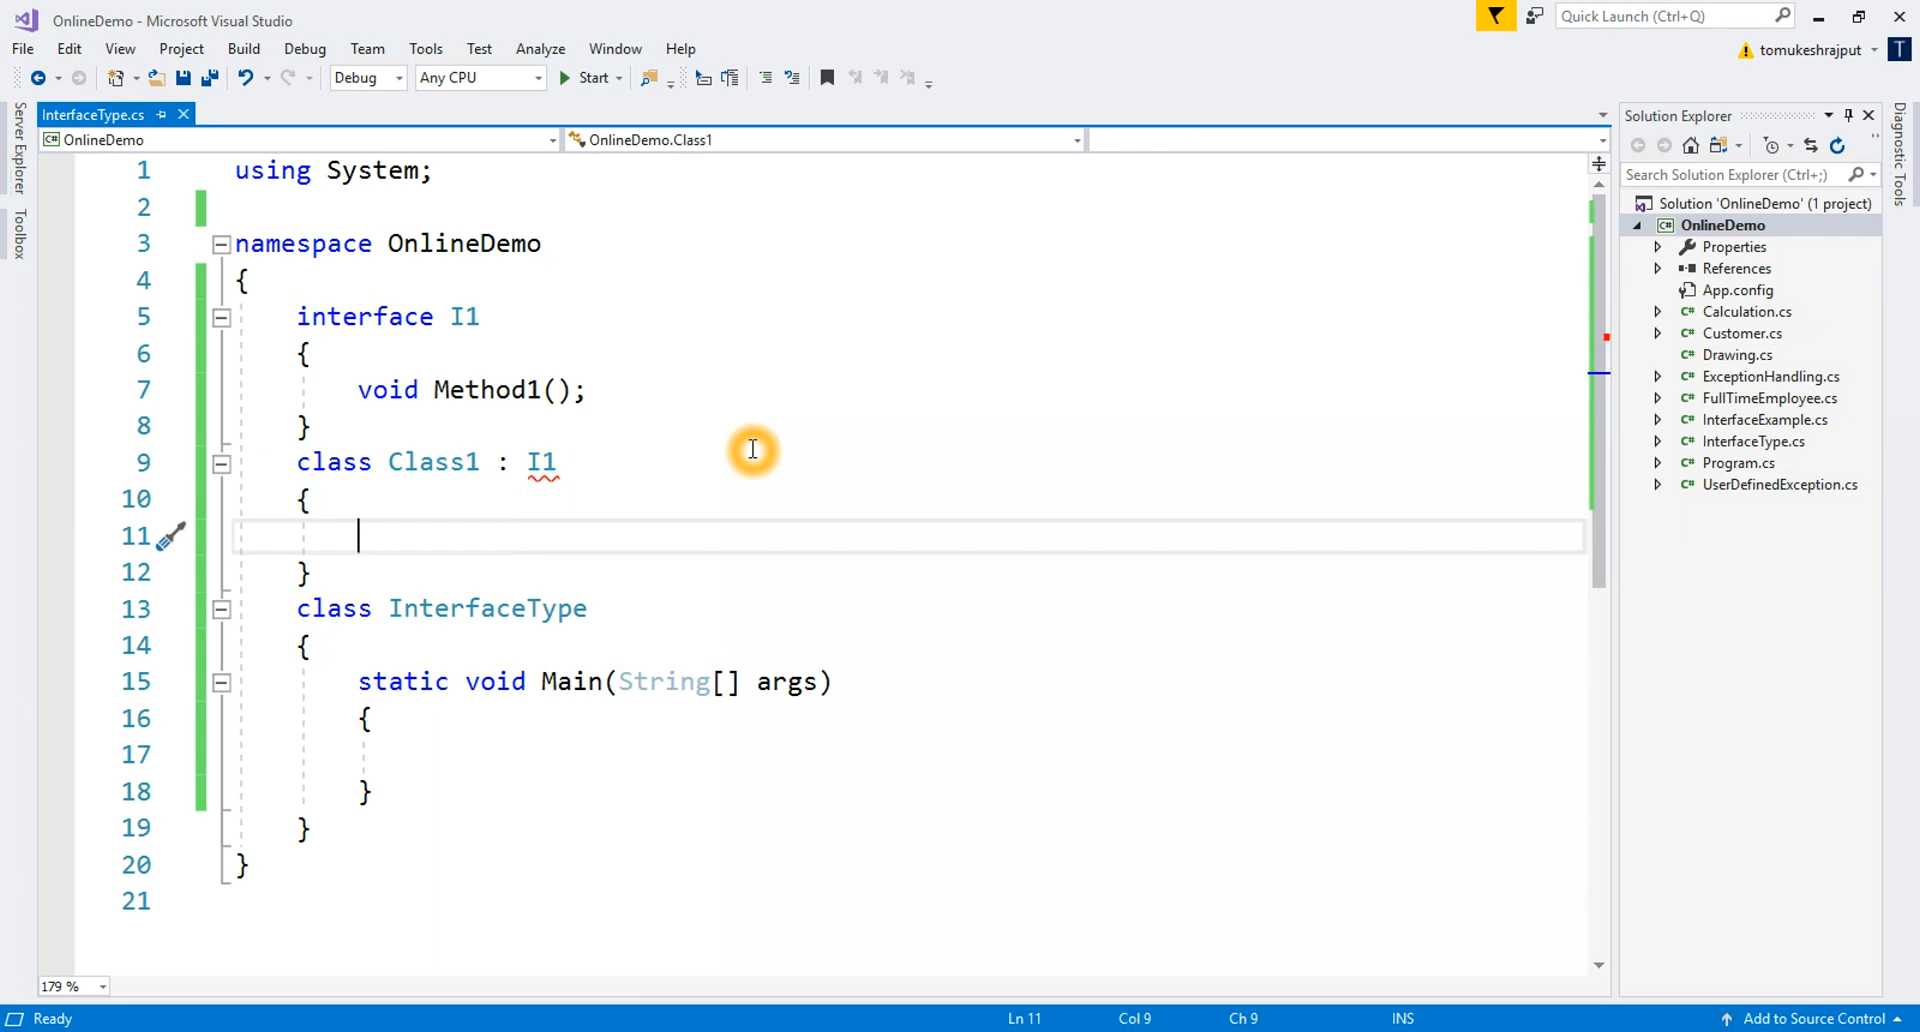 OnlineDemo - Microsoft Visual Studio
Quick Launch (Ctrl+Q)
File Edit View Project Build Debug Team Tools Test Analyze Window Help
tomukeshrajput T
Debug Any CPU Start
Server Explorer
Toolbox
InterfaceType.cs
C# OnlineDemo
OnlineDemo.Class1
1 using System;
2
3 namespace OnlineDemo
4 {
5 interface I1
6 {
7 void Method1();
8 }
9 class Class1 : I1
10 {
11
12 }
13 class InterfaceType
14 {
15 static void Main(String[] args)
16 {
17
18 }
19 }
20 }
21
179 %
Solution Explorer
Search Solution Explorer (Ctrl+;)
Solution 'OnlineDemo' (1 project)
C# OnlineDemo
Properties
References
App.config
C# Calculation.cs
C# Customer.cs
C# Drawing.cs
C# ExceptionHandling.cs
C# FullTimeEmployee.cs
C# InterfaceExample.cs
C# InterfaceType.cs
C# Program.cs
C# UserDefinedException.cs
Diagnostic Tools
Ready Ln 11 Col 9 Ch 9 INS Add to Source Control